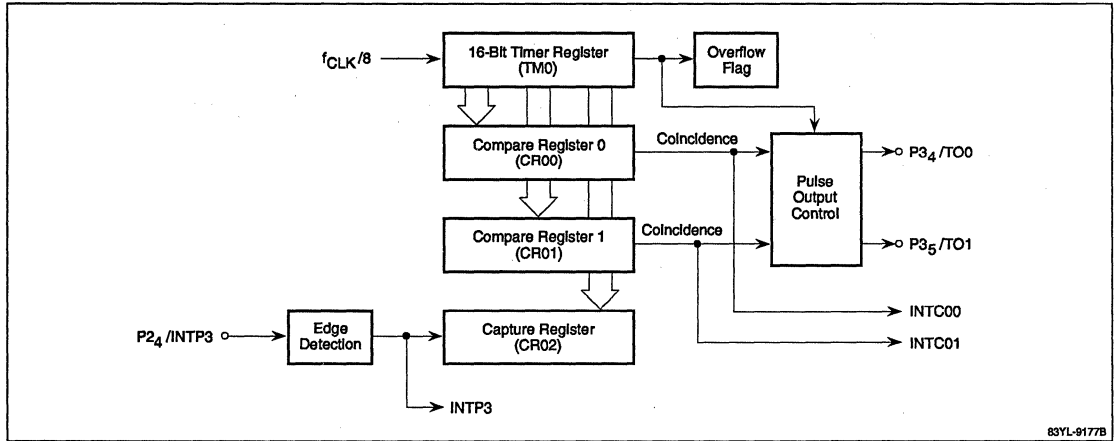 fCLK/8
16-Bit Timer Register
(TM0)
Overflow
Flag
Compare Register 0
(CR00)
Coincidence
Pulse
Output
Control
P34/TO0
Compare Register 1
(CR01)
Coincidence
P35/TO1
INTC00
INTC01
P24/INTP3
Edge
Detection
Capture Register
(CR02)
INTP3
83YL-9177B